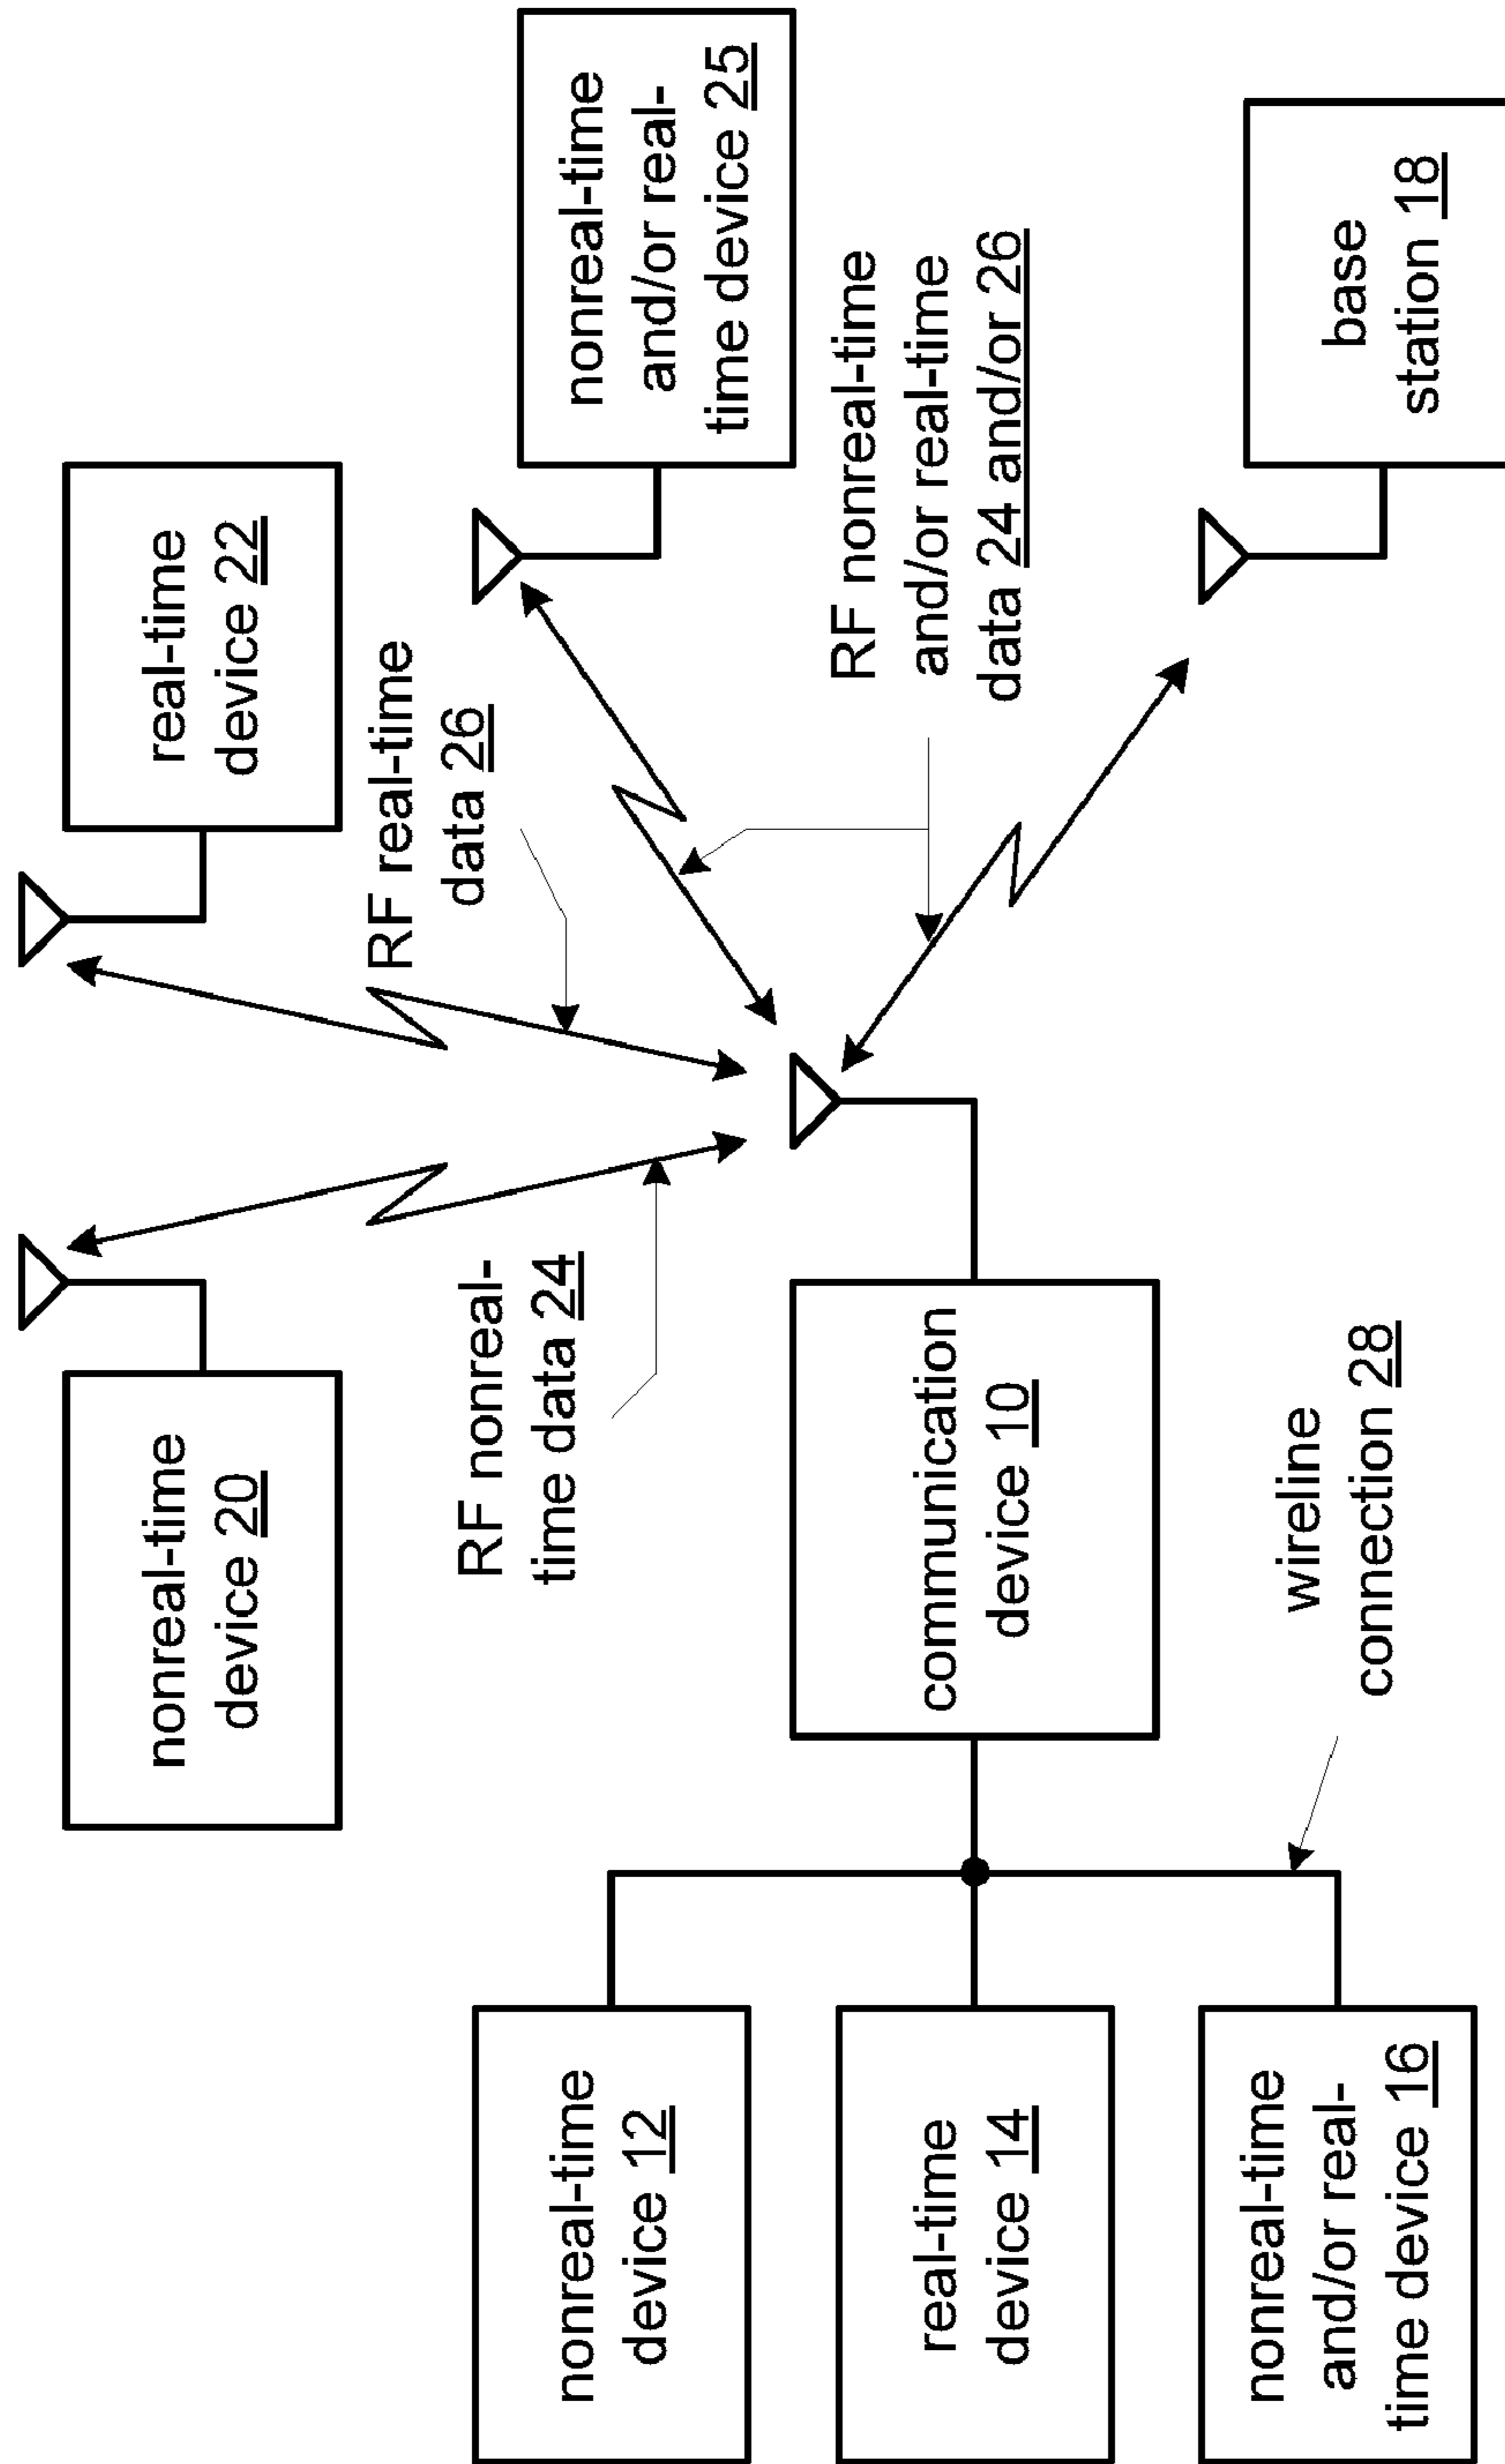 nonreal-time
device 20
real-time
device 22
RF nonreal-
time data 24
RF real-time
data 26
nonreal-time
and/or real-
time device 25
nonreal-time
device 12
communication
device 10
RF nonreal-time
and/or real-time
data 24 and/or 26
real-time
device 14
nonreal-time
and/or real-
time device 16
wireline
connection 28
base
station 18